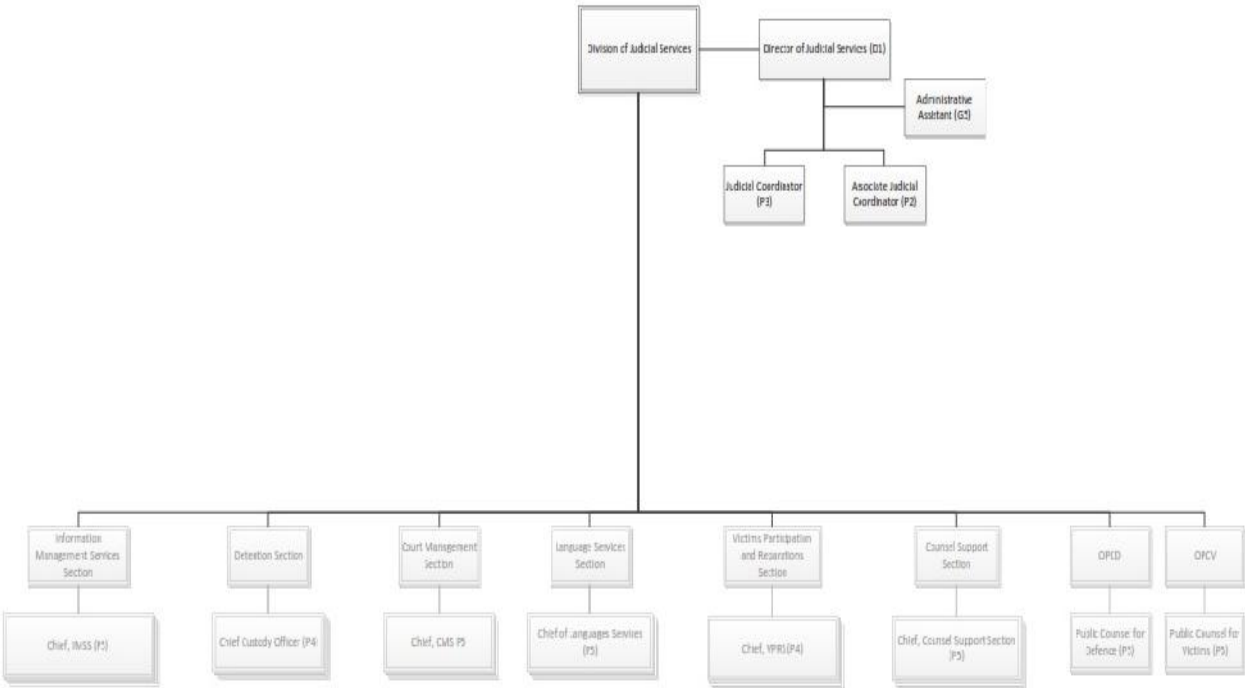 Division of Judicial Services
Director of Judicial Services (D1)
Administrative
Assistant (G5)
Judicial Coordinator
(P3)
Associate Judicial
Coordinator (P2)
Information
Management Services
Section
Detention Section
Court Management
Section
Language Services
Section
Victims Participation
and Reparations
Section
Counsel Support
Section
OPCD
OPCV
Chief, IMSS (P5)
Chief Custody Officer (P4
Chief, CMS P5
Chief of Languages Services
(P5)
Chief, VPRS (P4)
Chief, Counsel Support Section
(P5)
Public Counsel for
Defence (P5)
Public Counsel for
Victims (P5)